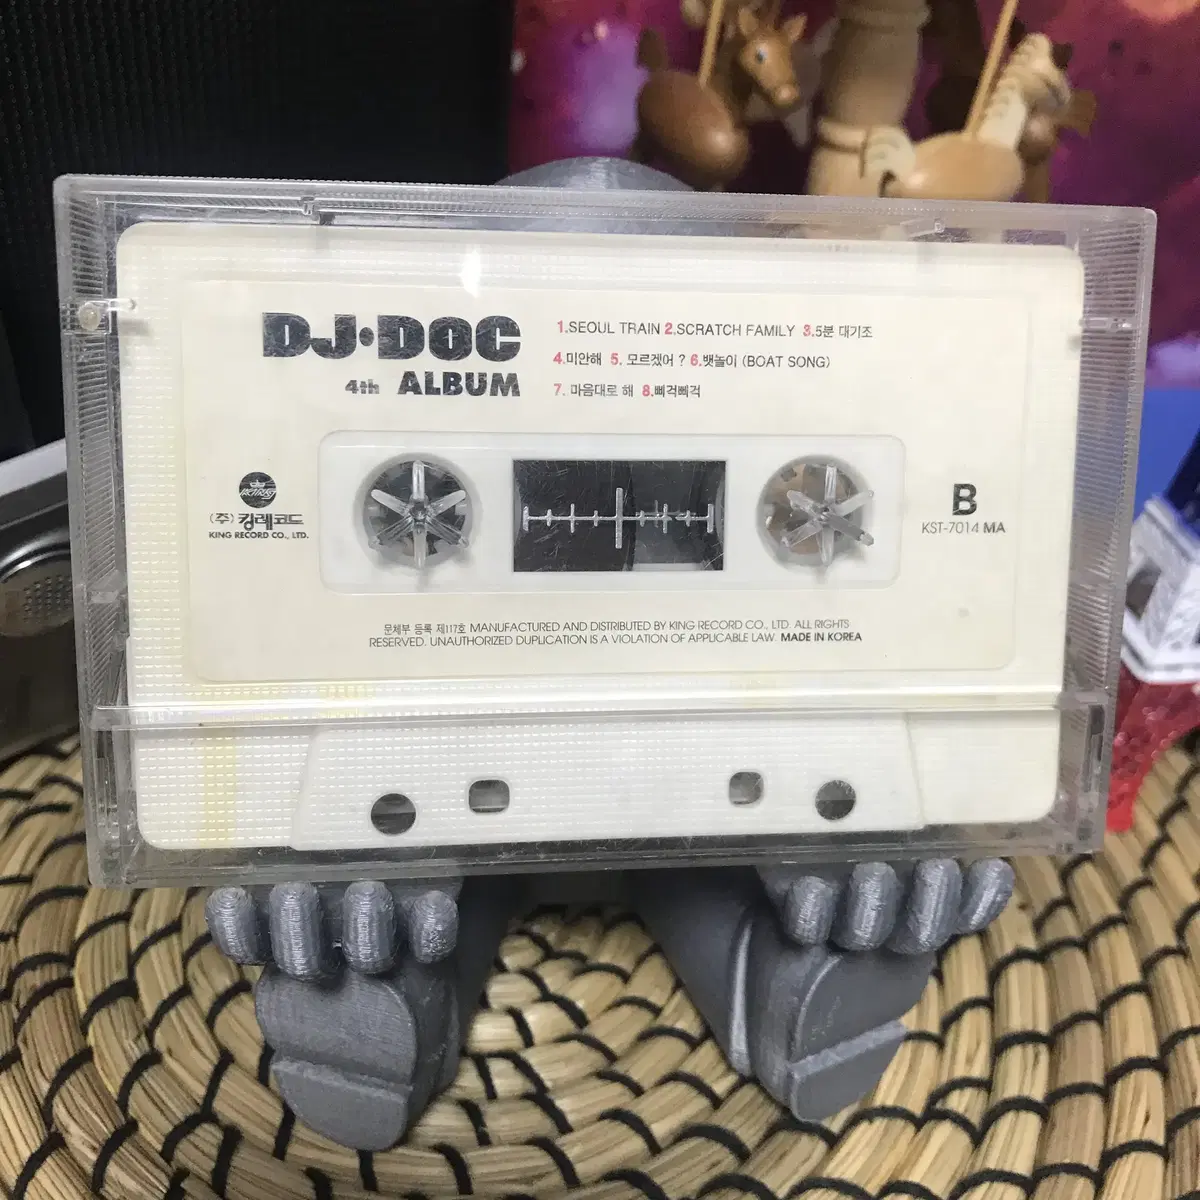 DJ·DOC
4th ALBUM
1.SEOUL TRAIN 2.SCRATCH FAMILY 3.5분 대기조
4.미안해 5. 모르겠어 ? 6.뱃놀이 (BOAT SONG)
7. 마음대로 해 8.삐걱삐걱
(주) 킹레코드
KING RECORD CO., LTD.
B
KST-7014 MA
문체부 등록 제117호 MANUFACTURED AND DISTRIBUTED BY KING RECORD CO., LTD. ALL RIGHTS
RESERVED. UNAUTHORIZED DUPLICATION IS A VIOLATION OF APPLICABLE LAW. MADE IN KOREA